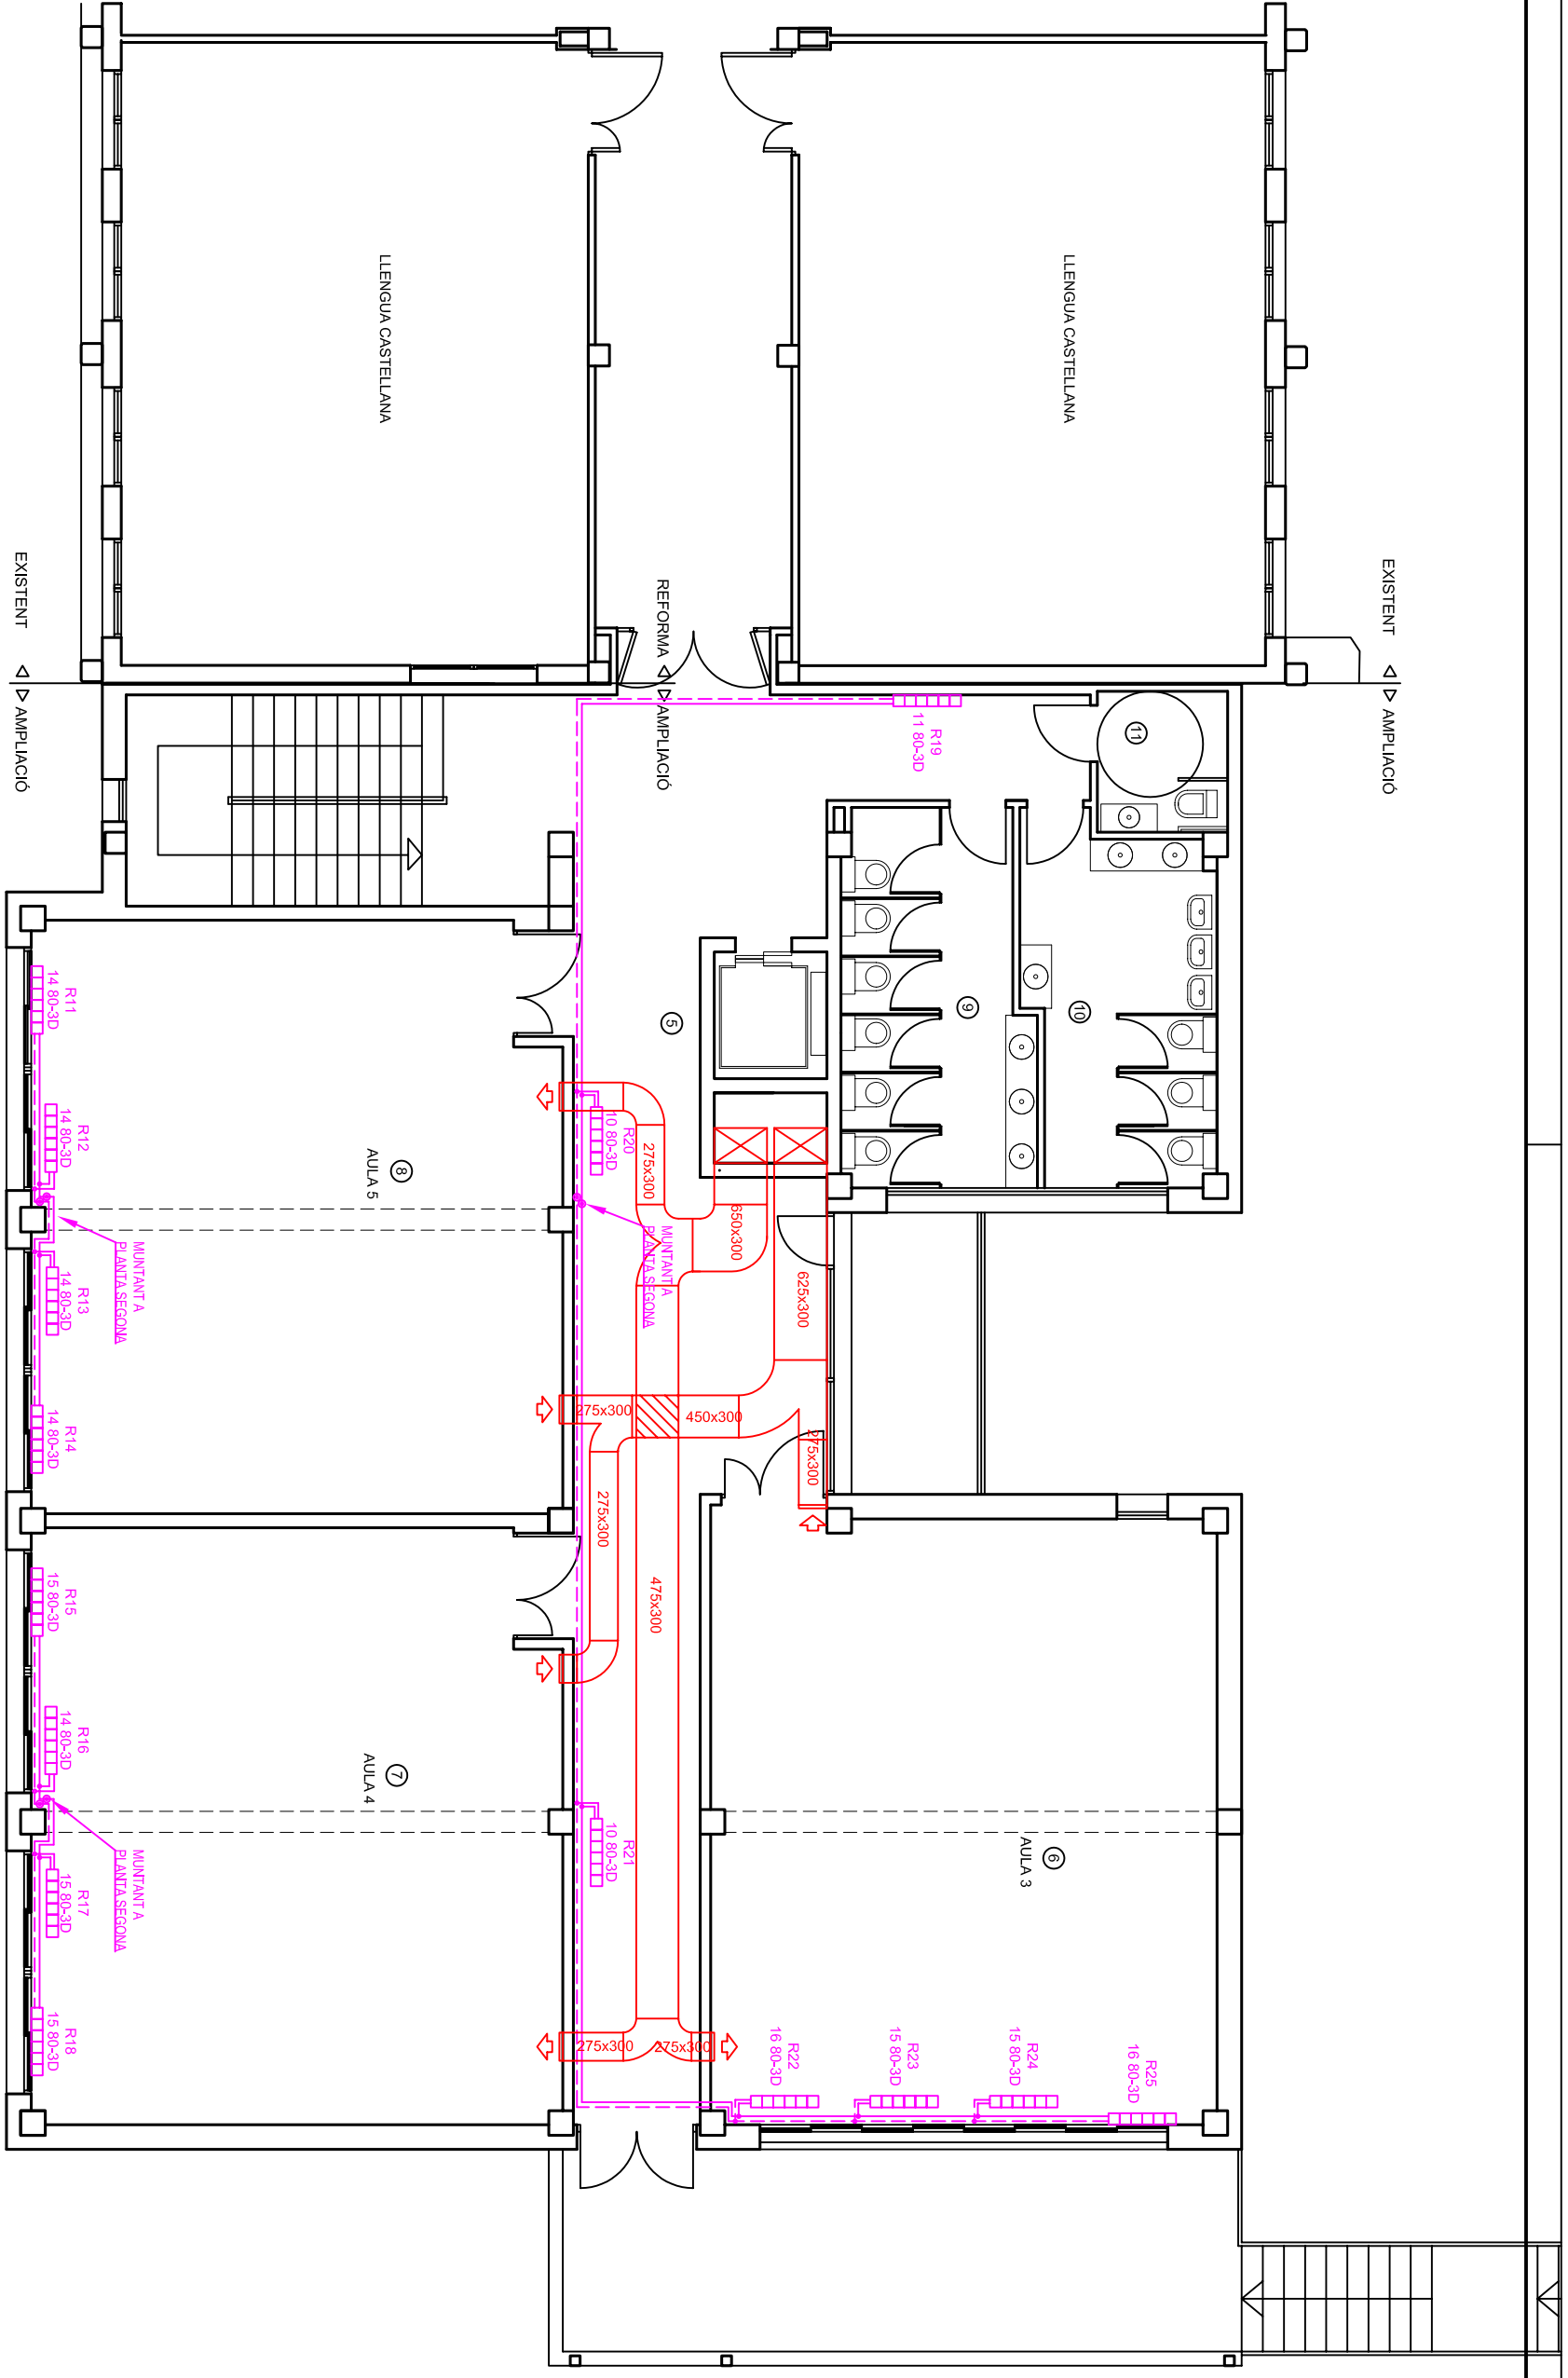 EXISTENT
AMPLIACIÓ
LLENGUA CASTELLANA
11
R19
11 80-3D
10
9
R25
16 80-3D
R24
15 80-3D
R23
15 80-3D
R22
16 80-3D
6
AULA 3
REFORMA
AMPLIACIÓ
5
625x300
650x300
275x300
450x300
275x300
MUNTANT A
PLANTA SEGONA
275x300
275x300
475x300
275x300
275x300
R20
10 80-3D
R21
10 80-3D
LLENGUA CASTELLANA
8
AULA 5
7
AULA 4
MUNTANT A
PLANTA SEGONA
MUNTANT A
PLANTA SEGONA
R11
14 80-3D
R12
14 80-3D
R13
14 80-3D
R14
14 80-3D
R15
15 80-3D
R16
14 80-3D
R17
15 80-3D
R18
15 80-3D
EXISTENT
AMPLIACIÓ